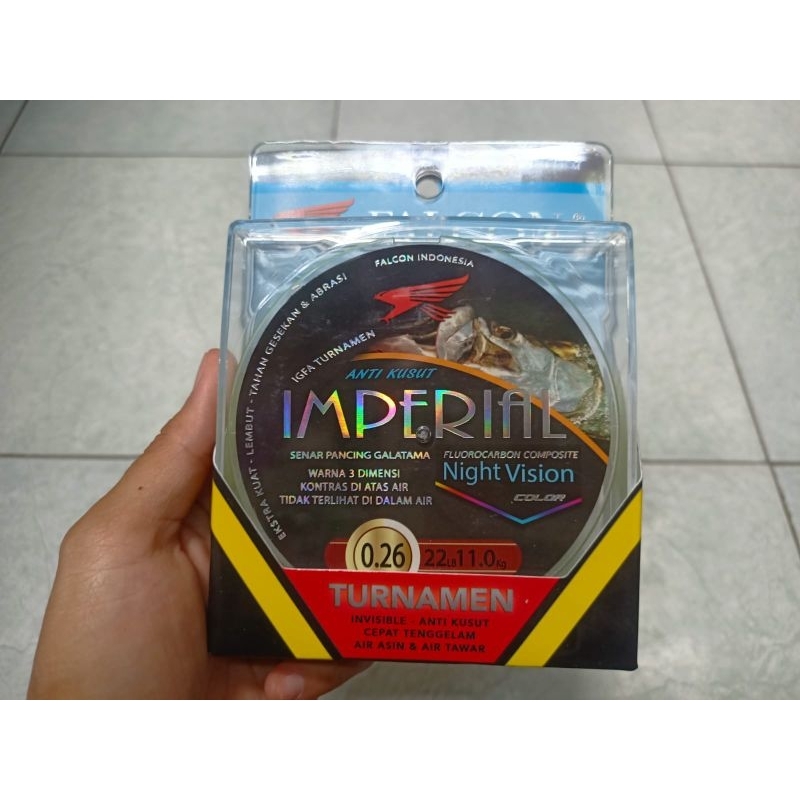 FALCON
FALCON INDONESIA
EKSTRA KUAT - LEMBUT - TAHAN GESEKAN & ABRASI
IGFA TURNAMEN
ANTI KUSUT
IMPERIAL
SENAR PANCING GALATAMA
WARNA 3 DIMENSI
KONTRAS DI ATAS AIR
TIDAK TERLIHAT DI DALAM AIR
FLUOROCARBON COMPOSITE
Night Vision
COLOR
0.26 22LB 11.0Kg
TURNAMEN
INVISIBLE - ANTI KUSUT
CEPAT TENGGELAM
AIR ASIN & AIR TAWAR